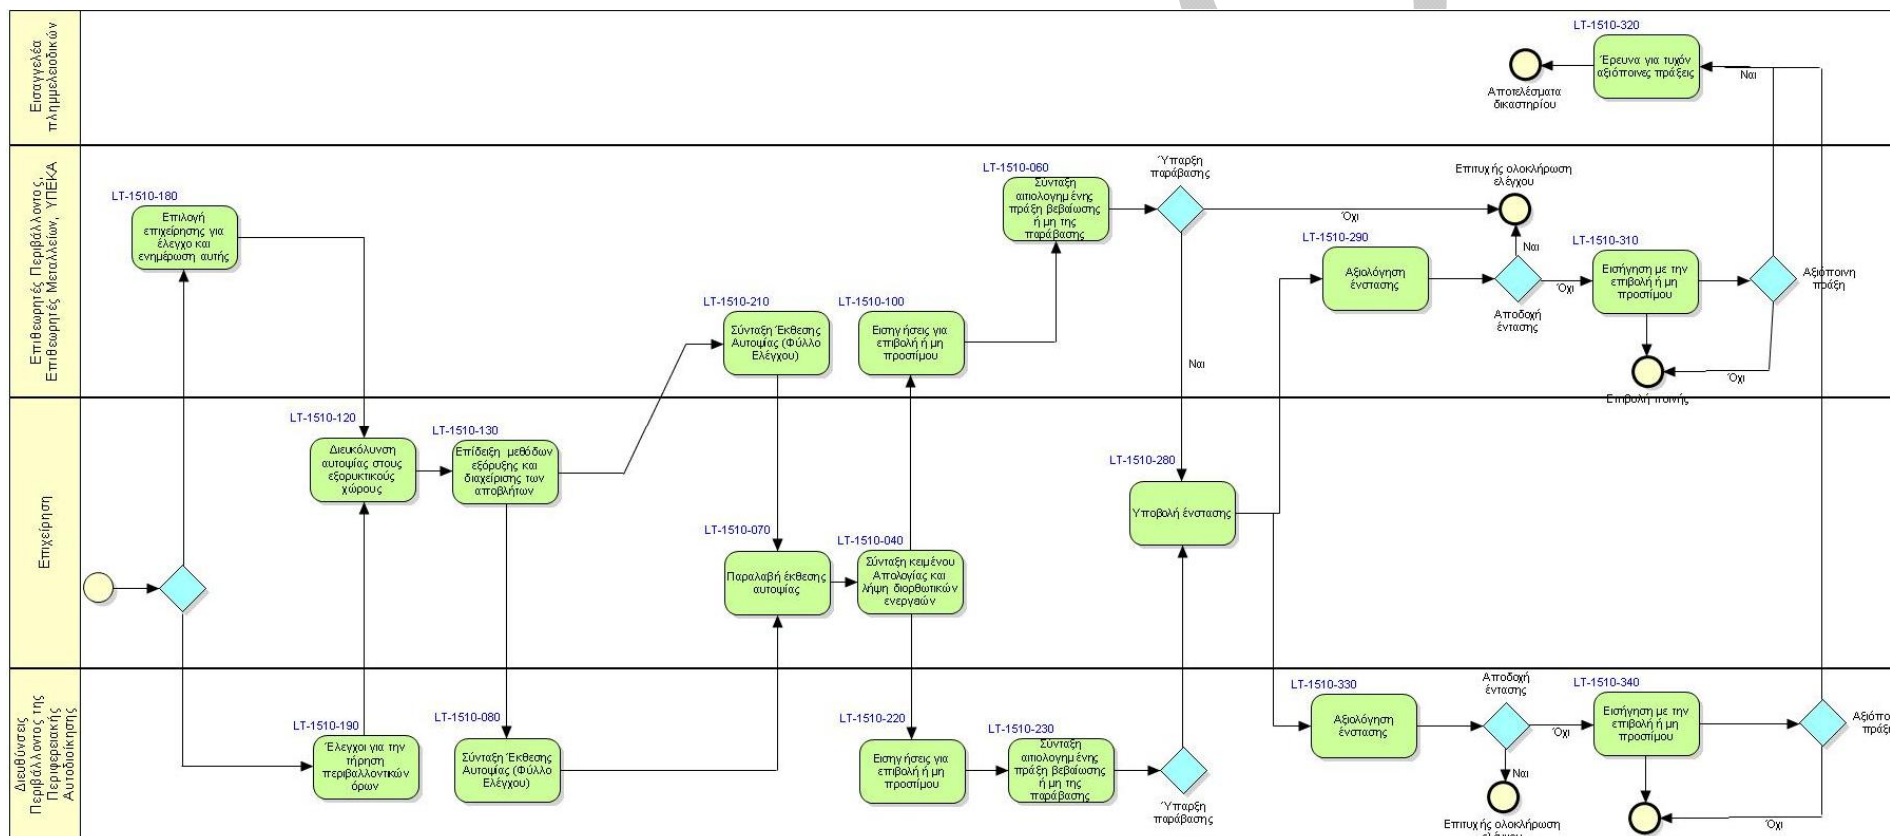 Εισαγγελέα
πλημμελειοδικών
LT-1510-320
Έρευνα για τυχόν
αξιόποινες πράξεις
Ναι
Αποτελέσματα
δικαστηρίου
Επιθεωρητές Περιβάλλοντος,
Επιθεωρητές Μεταλλείων, ΥΠΕΚΑ
LT-1510-180
Επιλογή
επιχείρησης για
έλεγχο και
ενημέρωση αυτής
LT-1510-210
Σύνταξη Έκθεσης
Αυτοψίας (Φύλλο
Ελέγχου)
LT-1510-100
Εισηγήσεις για
επιβολή ή μη
προστίμου
LT-1510-060
Σύνταξη
αιτιολογημένης
πράξη βεβαίωσης
ή μη της
παράβασης
Ύπαρξη
παράβασης
Όχι
Ναι
Επιτυχής ολοκλήρωση
ελέγχου
LT-1510-290
Αξιολόγηση
ένστασης
Ναι
Όχι
Αποδοχή
έντασης
LT-1510-310
Εισήγηση με την
επιβολή ή μη
προστίμου
Αξιόποινη
πράξη
Όχι
Επιβολή ποινής
Επιχείρηση
LT-1510-120
Διευκόλυνση
αυτοψίας στους
εξορυκτικούς
χώρους
LT-1510-130
Επίδειξη μεθόδων
εξόρυξης και
διαχείρισης των
αποβλήτων
LT-1510-070
Παραλαβή έκθεσης
αυτοψίας
LT-1510-040
Σύνταξη κειμένου
Απολογίας και
λήψη διορθωτικών
ενεργειών
LT-1510-280
Υποβολή ένστασης
Διευθύνσεις
Περιβάλλοντος της
Περιφερειακής
Αυτοδιοίκησης
LT-1510-190
Έλεγχοι για την
τήρηση
περιβαλλοντικών
όρων
LT-1510-080
Σύνταξη Έκθεσης
Αυτοψίας (Φύλλο
Ελέγχου)
LT-1510-220
Εισηγήσεις για
επιβολή ή μη
προστίμου
LT-1510-230
Σύνταξη
αιτιολογημένης
πράξη βεβαίωσης
ή μη της
παράβασης
Ύπαρξη
παράβασης
LT-1510-330
Αξιολόγηση
ένστασης
Αποδοχή
έντασης
Όχι
Ναι
Επιτυχής ολοκλήρωση
LT-1510-340
Εισήγηση με την
επιβολή ή μη
προστίμου
Όχι